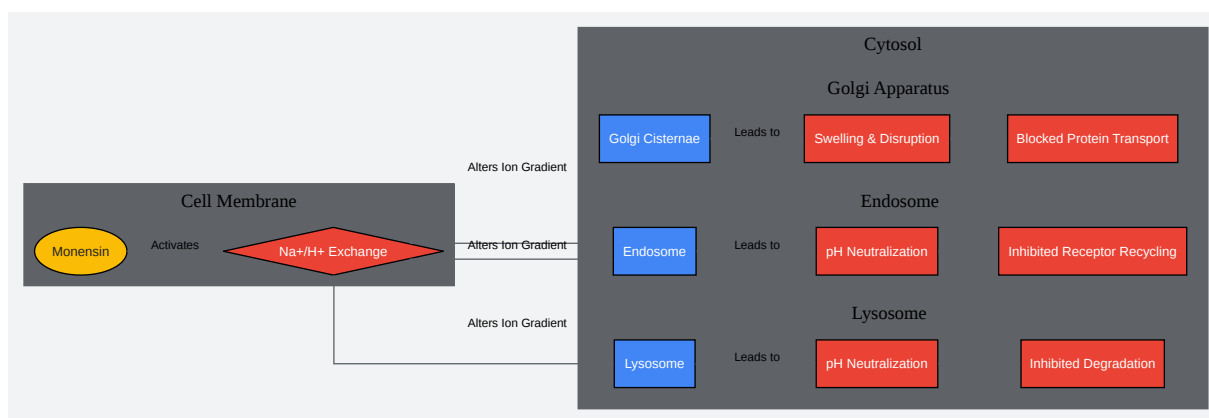 Cytosol
Golgi Apparatus
Golgi Cisternae
Leads to
Swelling & Disruption
Blocked Protein Transport
Alters Ion Gradient
Cell Membrane
Monensin
Activates
Na+/H+ Exchange
Alters Ion Gradient
Endosome
Endosome
Leads to
pH Neutralization
Inhibited Receptor Recycling
Alters Ion Gradient
Lysosome
Lysosome
Leads to
pH Neutralization
Inhibited Degradation